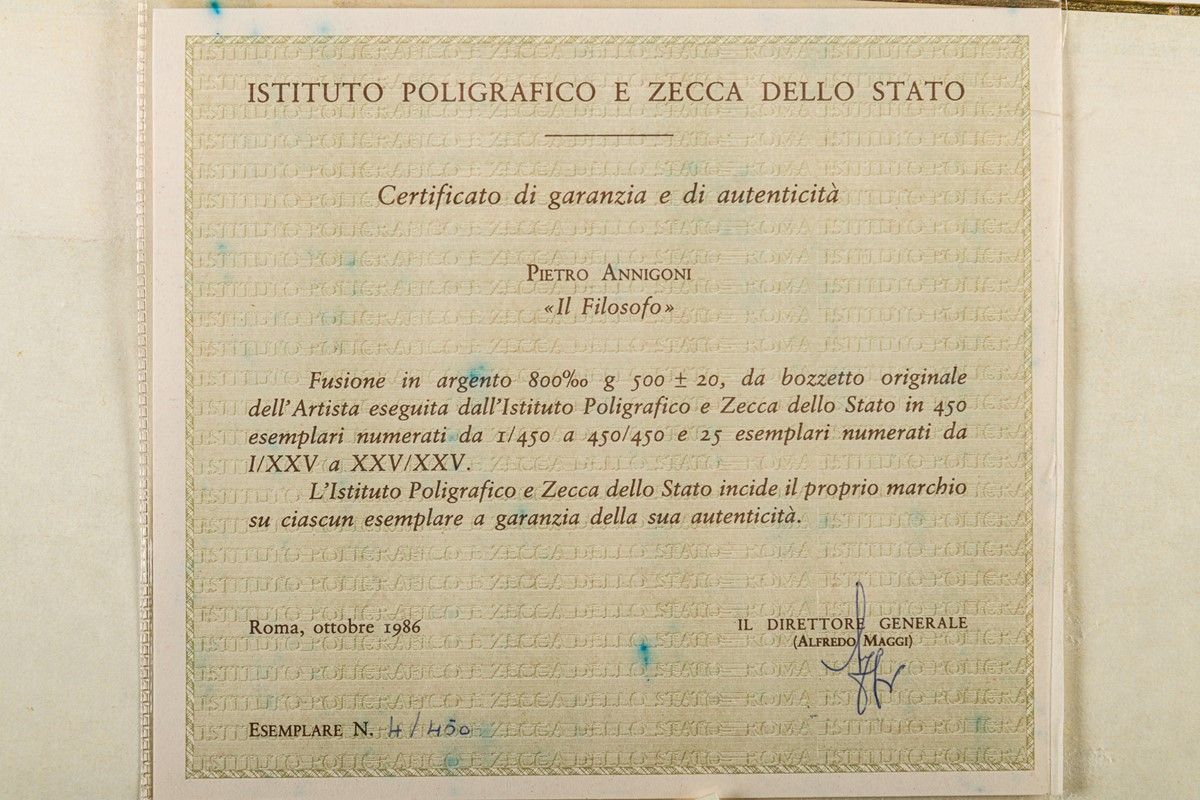 ISTITUTO POLIGRAFICO E ZECCA DELLO STATO
Certificato di garanzia e di autenticità
PIETRO ANNIGONI
«Il Filosofo»
Fusione in argento 800‰ g 500 ± 20, da bozzetto originale
dell'Artista eseguita dall'Istituto Poligrafico e Zecca dello Stato in 450
esemplari numerati da 1/450 a 450/450 e 25 esemplari numerati da
I/XXV a XXV/XXV.
L'Istituto Poligrafico e Zecca dello Stato incide il proprio marchio
su ciascun esemplare a garanzia della sua autenticità.
Roma, ottobre 1986
IL DIRETTORE GENERALE
(ALFREDO MAGGI)
ESEMPLARE N. 4/450